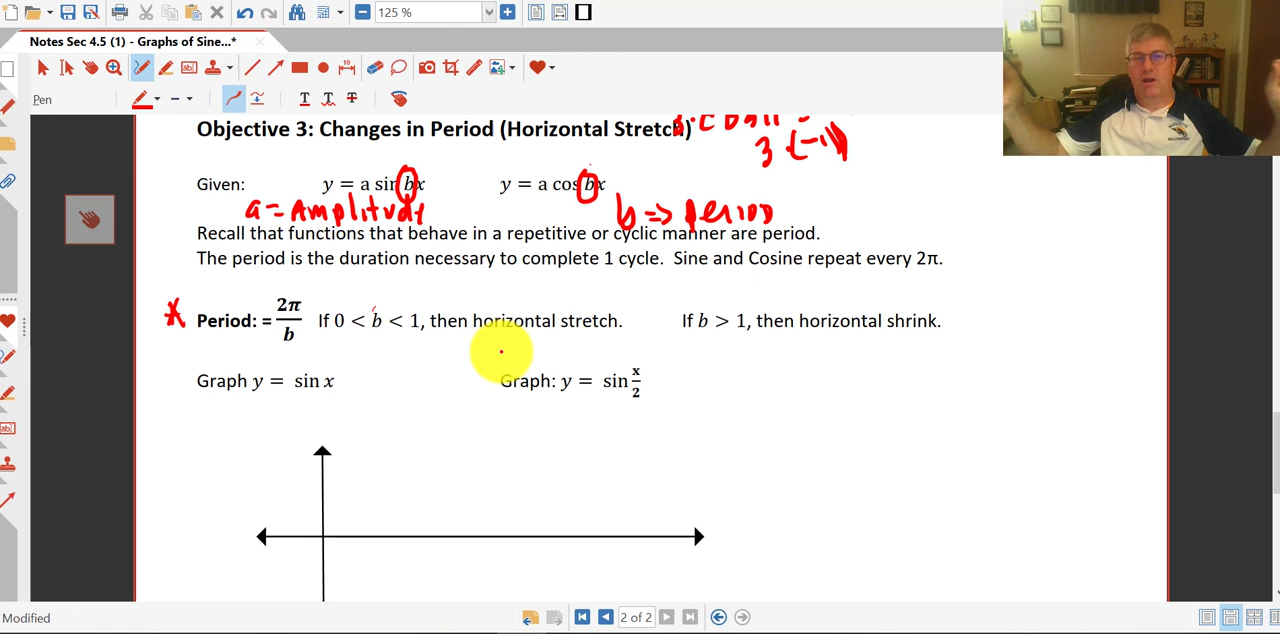 125 %
Notes Sec 4.5 (1) - Graphs of Sine...*
Pen
Objective 3: Changes in Period (Horizontal Stretch)
3 (-1)
Given: y = a sin bx y = a cos bx
a = Amplitude b => period
Recall that functions that behave in a repetitive or cyclic manner are period.
The period is the duration necessary to complete 1 cycle. Sine and Cosine repeat every 2π.
* Period: = 2π/b If 0 < b < 1, then horizontal stretch. If b > 1, then horizontal shrink.
Graph y = sin x Graph: y = sin x/2
Modified
2 of 2